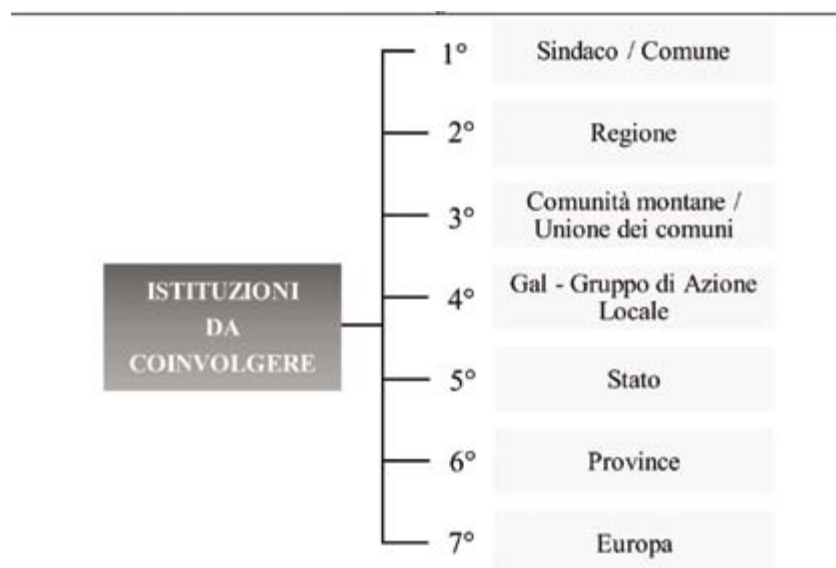 1° Sindaco / Comune
2° Regione
3° Comunità montane /
Unione dei comuni
ISTITUZIONI
DA
COINVOLGERE
4° Gal - Gruppo di Azione
Locale
5° Stato
6° Province
7° Europa